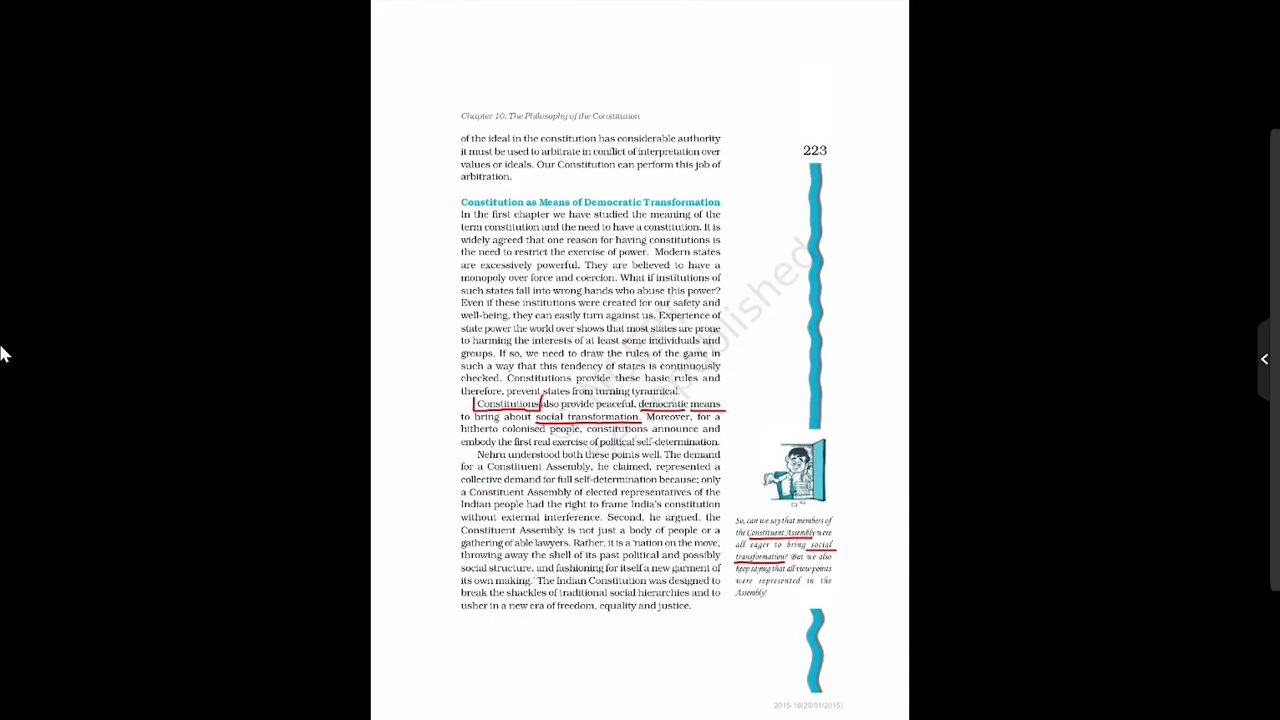 Chapter 10: The Philosophy of the Constitution
of the ideal in the constitution has considerable authority
it must be used to arbitrate in conflict of interpretation over
values or ideals. Our Constitution can perform this job of
arbitration.
223
Constitution as Means of Democratic Transformation
In the first chapter we have studied the meaning of the
term constitution and the need to have a constitution. It is
widely agreed that one reason for having constitutions is
the need to restrict the exercise of power. Modern states
are excessively powerful. They are believed to have a
monopoly over force and coercion. What if institutions of
such states fall into wrong hands who abuse this power?
Even if these institutions were created for our safety and
well-being, they can easily turn against us. Experience of
state power the world over shows that most states are prone
to harming the interests of at least some individuals and
groups. If so, we need to draw the rules of the game in
such a way that this tendency of states is continuously
checked. Constitutions provide these basic rules and
therefore, prevent states from turning tyrannical.
Constitutions also provide peaceful, democratic means
to bring about social transformation. Moreover, for a
hitherto colonised people, constitutions announce and
embody the first real exercise of political self-determination.
Nehru understood both these points well. The demand
for a Constituent Assembly, he claimed, represented a
collective demand for full self-determination because; only
a Constituent Assembly of elected representatives of the
Indian people had the right to frame India's constitution
without external interference. Second, he argued, the
Constituent Assembly is not just a body of people or a
gathering of able lawyers. Rather, it is a 'nation on the move,
throwing away the shell of its past political and possibly
social structure, and fashioning for itself a new garment of
its own making.' The Indian Constitution was designed to
break the shackles of traditional social hierarchies and to
usher in a new era of freedom, equality and justice.
So, can we say that members of
the Constituent Assembly were
all eager to bring social
transformation? But we also
keep saying that all view points
were represented in the
Assembly!
2015-16(29/01/2015)
published